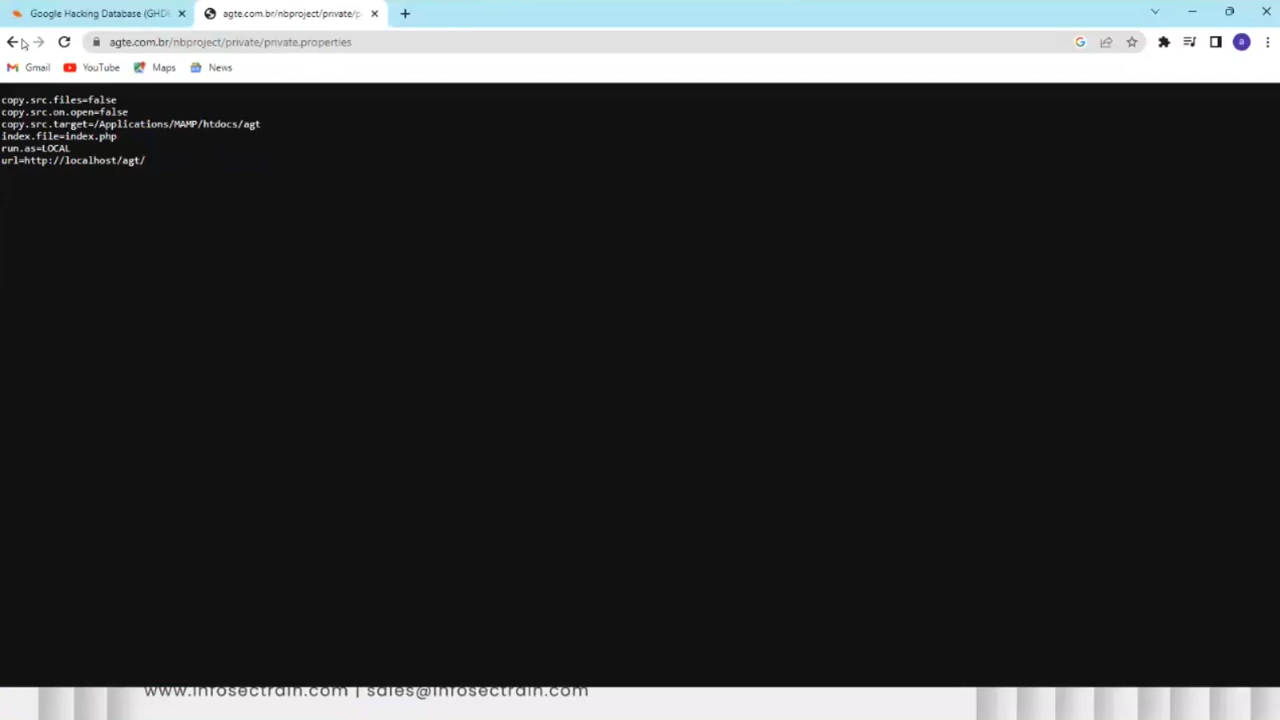 Google Hacking Database (GHD
agte.com.br/nbproject/private/p
agte.com.br/nbproject/private/private.properties
Gmail
YouTube
Maps
News
copy.src.files=false
copy.src.on.open=false
copy.src.target=/Applications/MAMP/htdocs/agt
index.file=index.php
run.as=LOCAL
url=http://localhost/agt/
www.infosectrain.com | sales@infosectrain.com